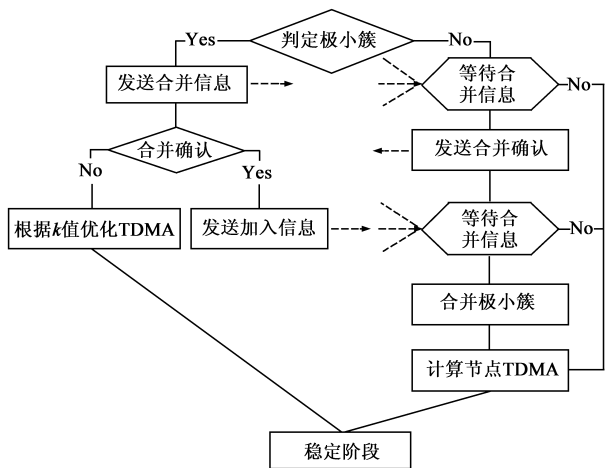 判定极小簇
Yes
No
发送合并信息
等待合
并信息
No
合并确认
发送合并确认
No
Yes
根据k值优化TDMA
发送加入信息
等待合
并信息
No
合并极小簇
计算节点TDMA
稳定阶段